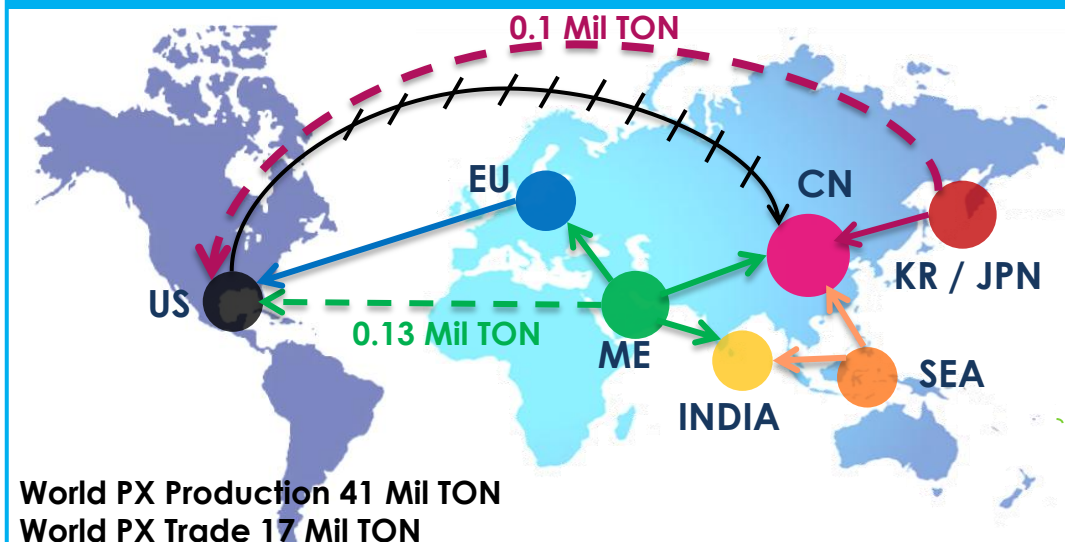 0.1 Mil TON
EU
CN
US
KR / JPN
0.13 Mil TON
ME
SEA
INDIA
World PX Production 41 Mil TON
World PX Trade 17 Mil TON